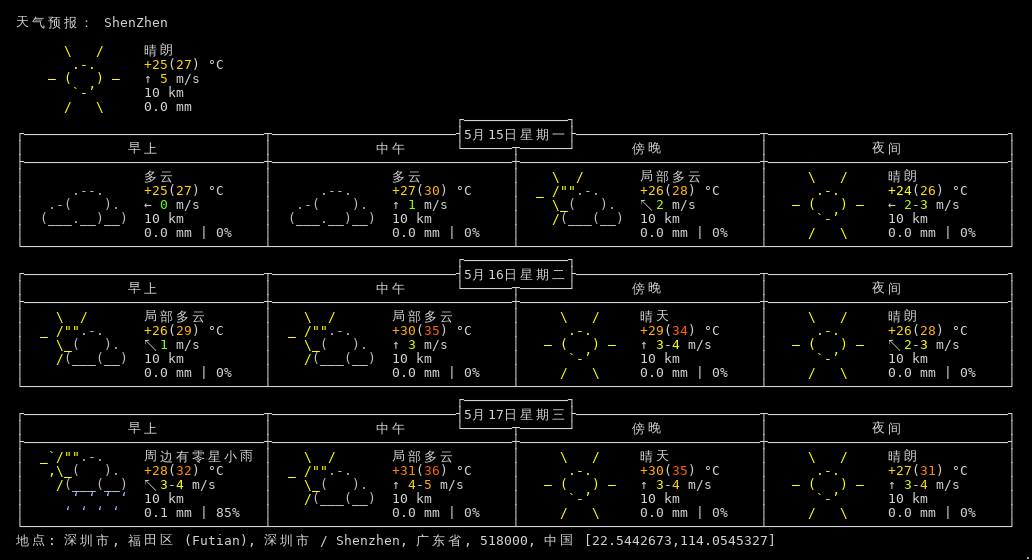 天气预报： ShenZhen
晴朗
+25(27) °C
↑ 5 m/s
10 km
0.0 mm
5月15日星期一
早上 中午 傍晚 夜间
多云 多云 局部多云 晴朗
+25(27) °C +27(30) °C +26(28) °C +24(26) °C
← 0 m/s ↑ 1 m/s ↖ 2 m/s ← 2-3 m/s
10 km 10 km 10 km 10 km
0.0 mm | 0% 0.0 mm | 0% 0.0 mm | 0% 0.0 mm | 0%
5月16日星期二
早上 中午 傍晚 夜间
局部多云 局部多云 晴天 晴朗
+26(29) °C +30(35) °C +29(34) °C +26(28) °C
↖ 1 m/s ↑ 3 m/s ↑ 3-4 m/s ↖ 2-3 m/s
10 km 10 km 10 km 10 km
0.0 mm | 0% 0.0 mm | 0% 0.0 mm | 0% 0.0 mm | 0%
5月17日星期三
早上 中午 傍晚 夜间
周边有零星小雨 局部多云 晴天 晴朗
+28(32) °C +31(36) °C +30(35) °C +27(31) °C
↖ 3-4 m/s ↑ 4-5 m/s ↑ 3-4 m/s ↑ 3-4 m/s
10 km 10 km 10 km 10 km
0.1 mm | 85% 0.0 mm | 0% 0.0 mm | 0% 0.0 mm | 0%
地点: 深圳市, 福田区 (Futian), 深圳市 / Shenzhen, 广东省, 518000, 中国 [22.5442673,114.0545327]